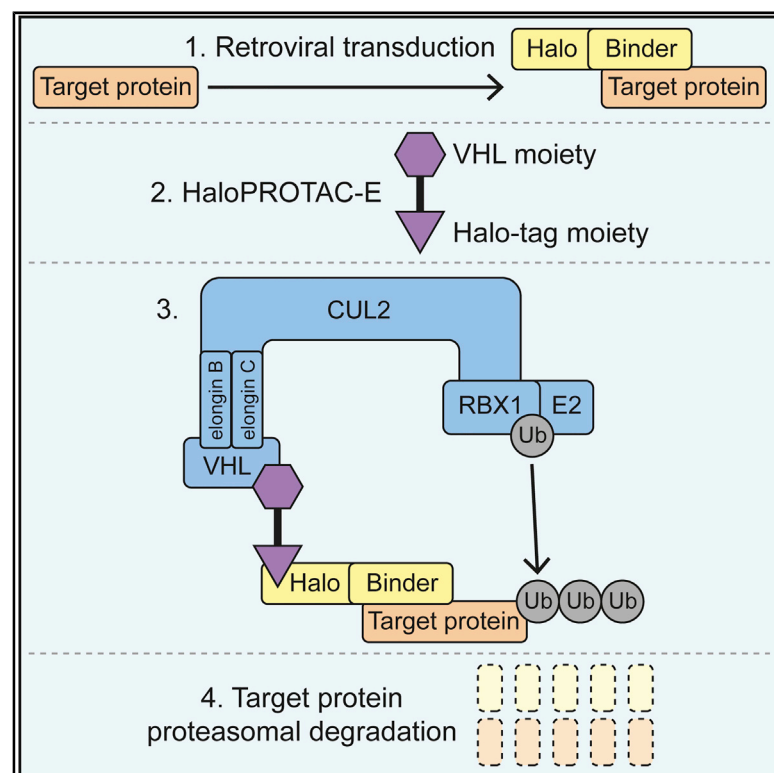 1. Retroviral transduction
Halo
Binder
Target protein
Target protein
VHL moiety
2. HaloPROTAC-E
Halo-tag moiety
3.
CUL2
elongin B
elongin C
RBX1
E2
Ub
VHL
Halo
Binder
Ub
Ub
Ub
Target protein
4. Target protein
proteasomal degradation